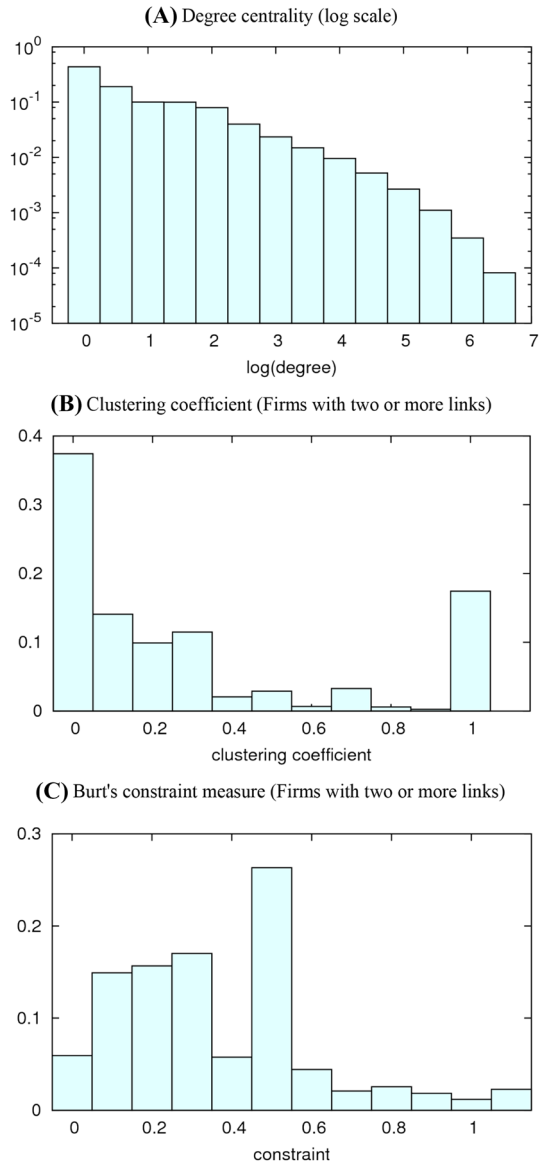 (A) Degree centrality (log scale)
10^0
10^-1
10^-2
10^-3
10^-4
10^-5
0 1 2 3 4 5 6 7
log(degree)
(B) Clustering coefficient (Firms with two or more links)
0.4
0.3
0.2
0.1
0
0 0.2 0.4 0.6 0.8 1
clustering coefficient
(C) Burt's constraint measure (Firms with two or more links)
0.3
0.2
0.1
0
0 0.2 0.4 0.6 0.8 1
constraint